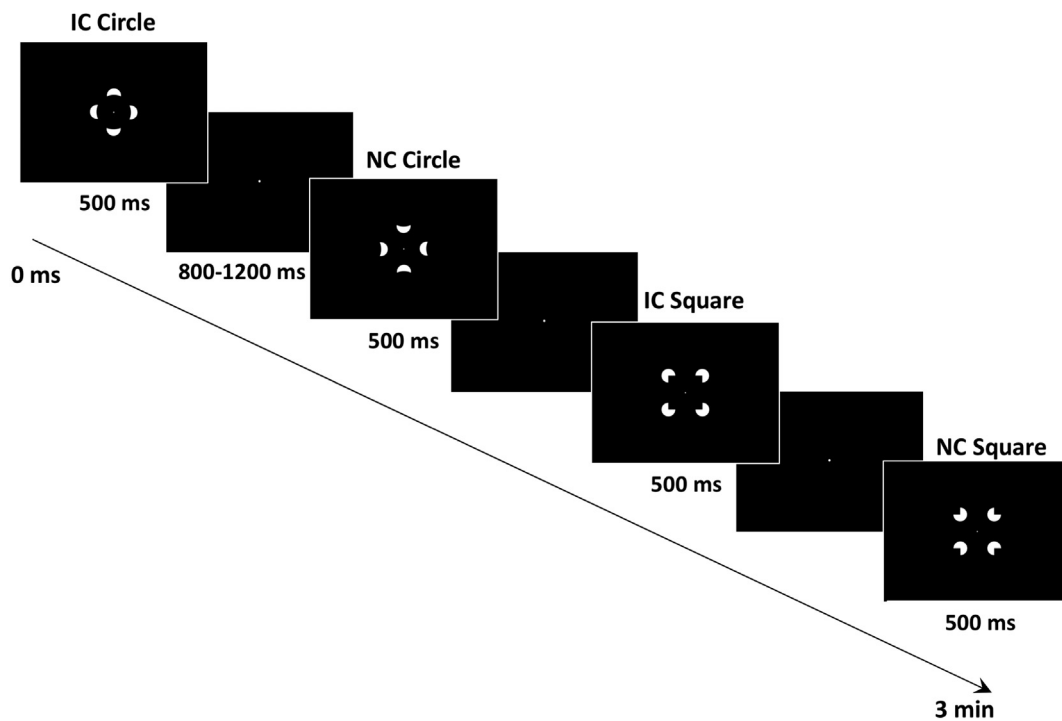 IC Circle
500 ms
0 ms
800-1200 ms
NC Circle
500 ms
IC Square
500 ms
NC Square
500 ms
3 min